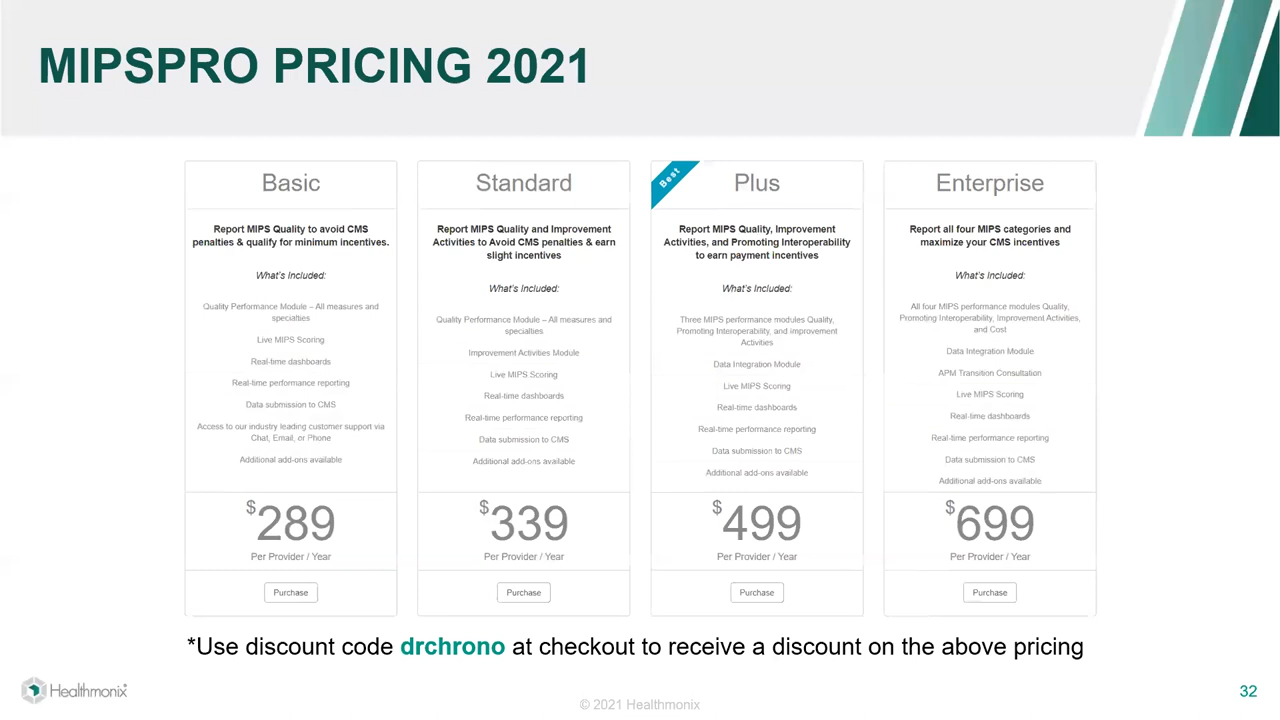 MIPSPRO PRICING 2021
Basic
Report MIPS Quality to avoid CMS
penalties & qualify for minimum incentives.
What's Included:
Quality Performance Module – All measures and
specialties
Live MIPS Scoring
Real-time dashboards
Real-time performance reporting
Data submission to CMS
Access to our industry leading customer support via
Chat, Email, or Phone
Additional add-ons available
$289
Per Provider / Year
Purchase
Standard
Report MIPS Quality and Improvement
Activities to Avoid CMS penalties & earn
slight incentives
What's Included:
Quality Performance Module – All measures and
specialties
Improvement Activities Module
Live MIPS Scoring
Real-time dashboards
Real-time performance reporting
Data submission to CMS
Additional add-ons available
$339
Per Provider / Year
Purchase
Best
Plus
Report MIPS Quality, Improvement
Activities, and Promoting Interoperability
to earn payment incentives
What's Included:
Three MIPS performance modules Quality,
Promoting Interoperability, and improvement
Activities
Data Integration Module
Live MIPS Scoring
Real-time dashboards
Real-time performance reporting
Data submission to CMS
Additional add-ons available
$499
Per Provider / Year
Purchase
Enterprise
Report all four MIPS categories and
maximize your CMS incentives
What's Included:
All four MIPS performance modules Quality,
Promoting Interoperability, Improvement Activities,
and Cost
Data Integration Module
APM Transition Consultation
Live MIPS Scoring
Real-time dashboards
Real-time performance reporting
Data submission to CMS
Additional add-ons available
$699
Per Provider / Year
Purchase
*Use discount code drchrono at checkout to receive a discount on the above pricing
Healthmonix
© 2021 Healthmonix
32